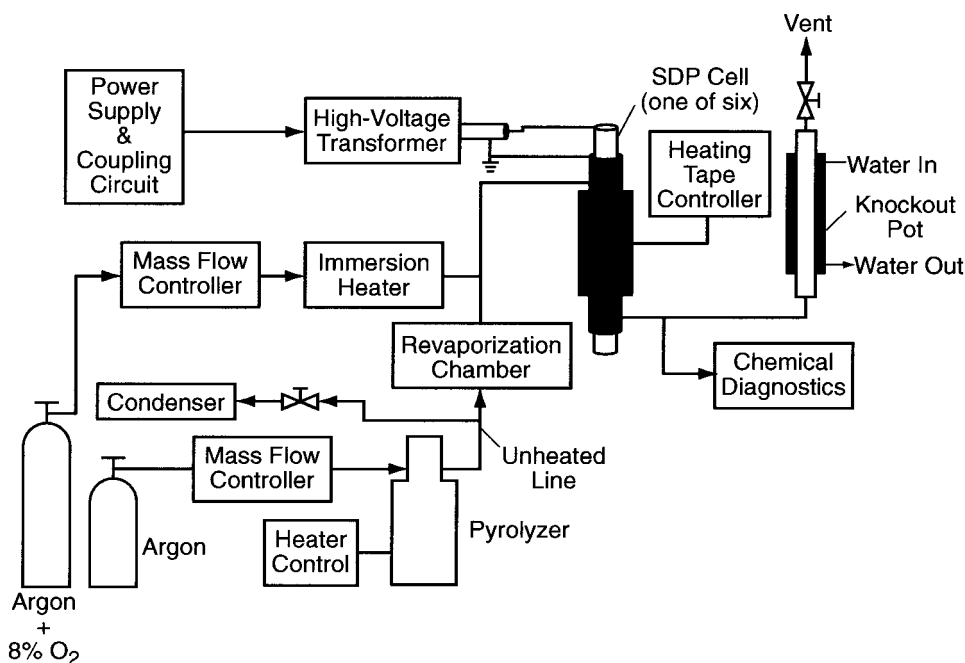 Vent
Power
Supply
&
Coupling
Circuit
High-Voltage
Transformer
SDP Cell
(one of six)
Heating
Tape
Controller
Water In
Knockout
Pot
Water Out
Mass Flow
Controller
Immersion
Heater
Revaporization
Chamber
Chemical
Diagnostics
Condenser
Unheated
Line
Mass Flow
Controller
Argon
Heater
Control
Pyrolyzer
Argon
+
8% O₂